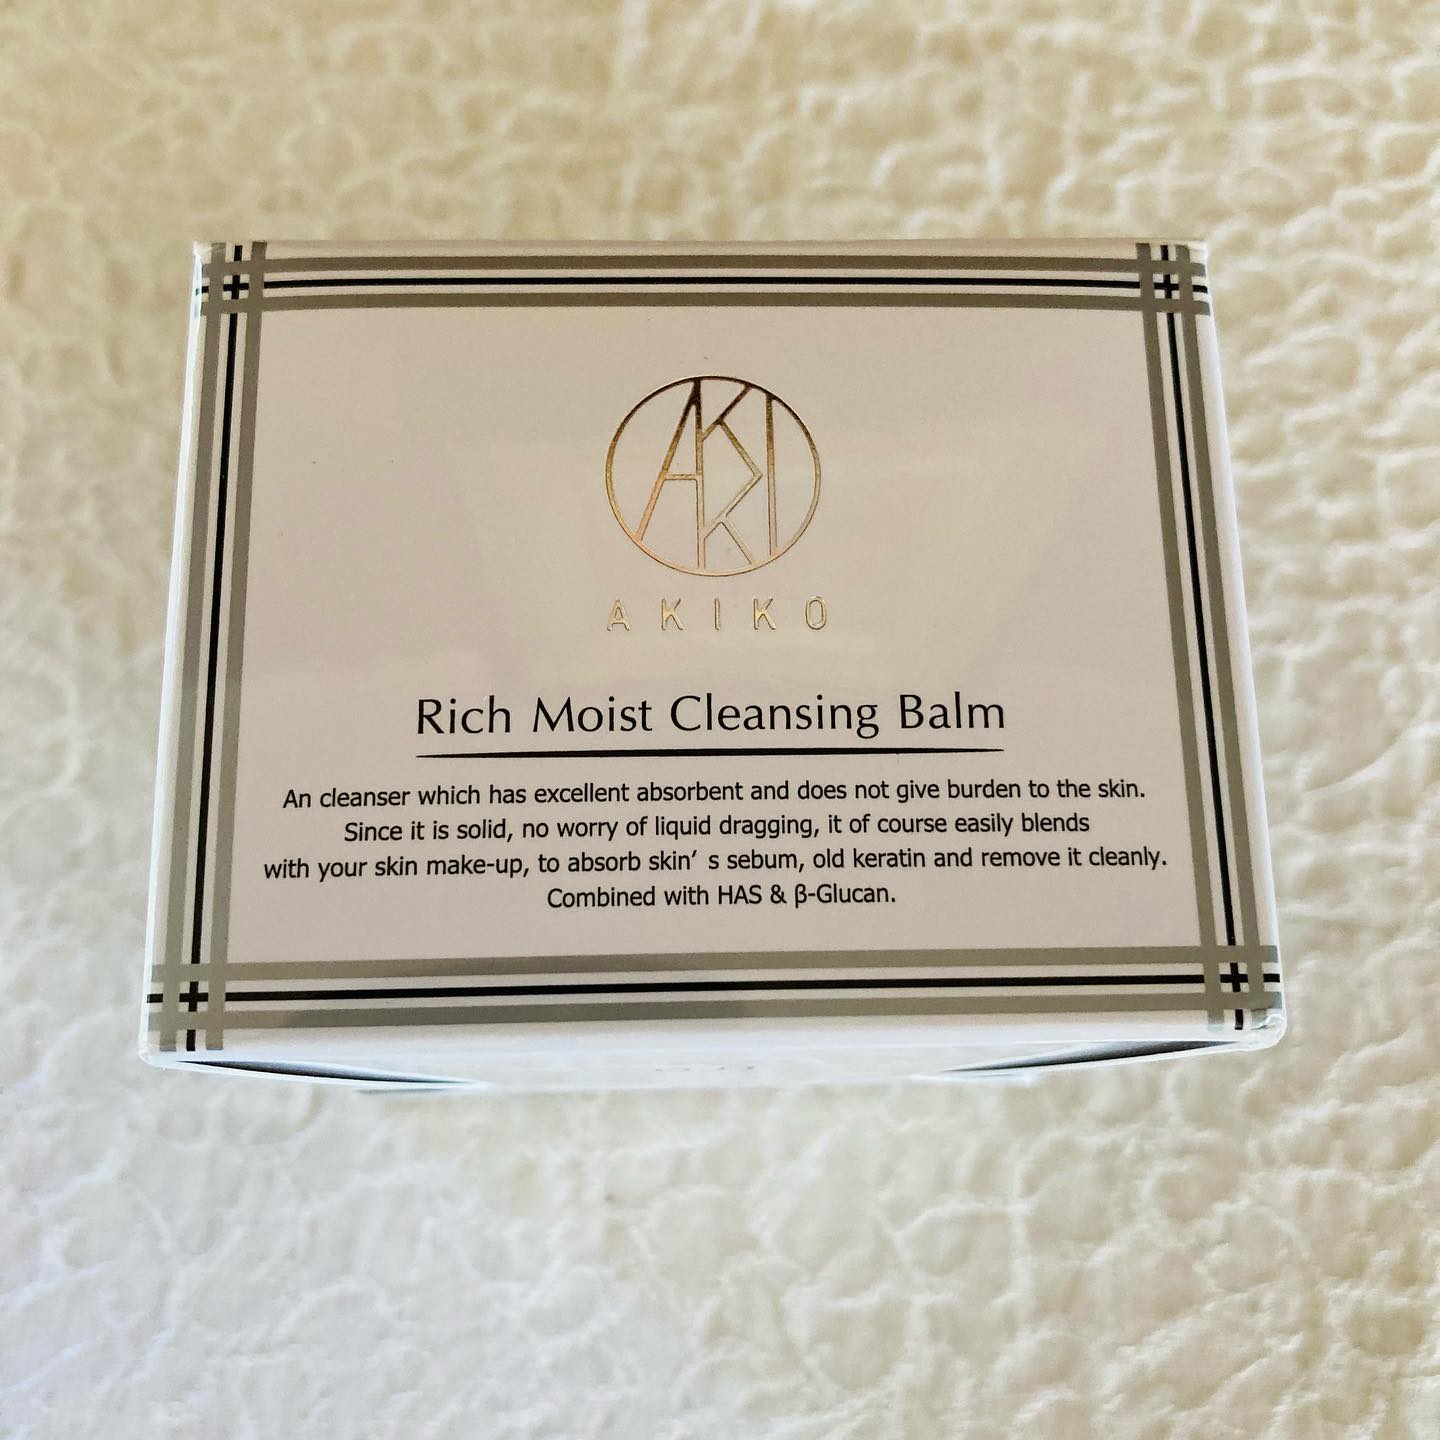 AKIKO
AKIKO
Rich Moist Cleansing Balm
An cleanser which has excellent absorbent and does not give burden to the skin.
Since it is solid, no worry of liquid dragging, it of course easily blends
with your skin make-up, to absorb skin’ s sebum, old keratin and remove it cleanly.
Combined with HAS & β-Glucan.